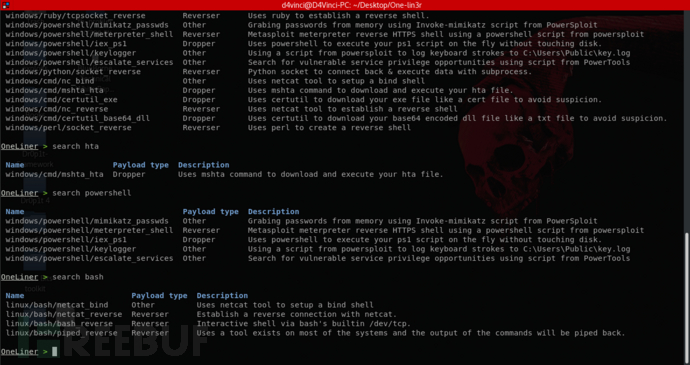 d4vinci@D4Vinci-PC: ~/Desktop/One-lin3r
windows/ruby/tcpsocket_reverse Reverser Uses ruby to establish a reverse shell.
windows/powershell/mimikatz_passwds Other Grabing passwords from memory using Invoke-mimikatz script from PowerSploit
windows/powershell/meterpreter_shell Reverser Metasploit meterpreter reverse HTTPS shell using a powershell script from powersploit
windows/powershell/iex_ps1 Dropper Uses powershell to execute your ps1 script on the fly without touching disk.
windows/powershell/keylogger Other Using a script from powersploit to log keyboard strokes to C:\Users\Public\key.log
windows/powershell/escalate_services Other Search for vulnerable service privilege opportunities using script from PowerTools
windows/python/socket_reverse Reverser Python socket to connect back & execute data with subprocess.
windows/cmd/nc_bind Other Uses netcat tool to setup a bind shell
windows/cmd/mshta_hta Dropper Uses mshta command to download and execute your hta file.
windows/cmd/certutil_exe Dropper Uses certutil to download your exe file like a cert file to avoid suspicion.
windows/cmd/nc_reverse Reverser Uses netcat tool to establish a reverse shell
windows/cmd/certutil_base64_dll Dropper Uses certutil to download your base64 encoded dll file like a txt file to avoid suspicion.
windows/perl/socket_reverse Reverser Uses perl to create a reverse shell
OneLiner > search hta
Name Payload type Description
windows/cmd/mshta_hta Dropper Uses mshta command to download and execute your hta file.
OneLiner > search powershell
Name Payload type Description
windows/powershell/mimikatz_passwds Other Grabing passwords from memory using Invoke-mimikatz script from PowerSploit
windows/powershell/meterpreter_shell Reverser Metasploit meterpreter reverse HTTPS shell using a powershell script from powersploit
windows/powershell/iex_ps1 Dropper Uses powershell to execute your ps1 script on the fly without touching disk.
windows/powershell/keylogger Other Using a script from powersploit to log keyboard strokes to C:\Users\Public\key.log
windows/powershell/escalate_services Other Search for vulnerable service privilege opportunities using script from PowerTools
OneLiner > search bash
Name Payload type Description
linux/bash/netcat_bind Other Uses netcat tool to setup a bind shell
linux/bash/netcat_reverse Reverser Establish a reverse connection with netcat.
linux/bash/bash_reverse Reverser Interactive shell via bash's builtin /dev/tcp.
linux/bash/piped_reverse Reverser Uses a tool exists on most of the systems and the output of the commands will be piped back.
OneLiner >
REEBUF